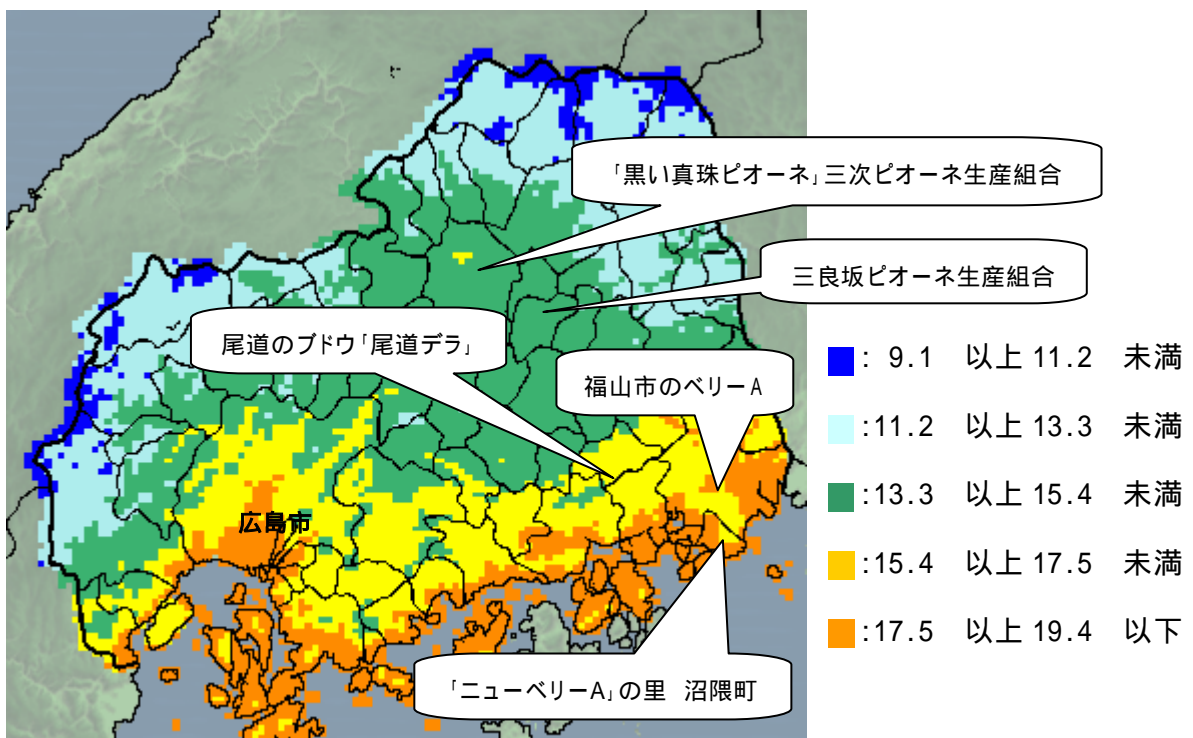 「黒い真珠ピオーネ」三次ピオーネ生産組合
三良坂ピオーネ生産組合
尾道のブドウ「尾道デラ」
福山市のベリーA
広島市
「ニューベリーA」の里 沼隈町
: 9.1 以上 11.2 未満
:11.2 以上 13.3 未満
:13.3 以上 15.4 未満
:15.4 以上 17.5 未満
:17.5 以上 19.4 以下